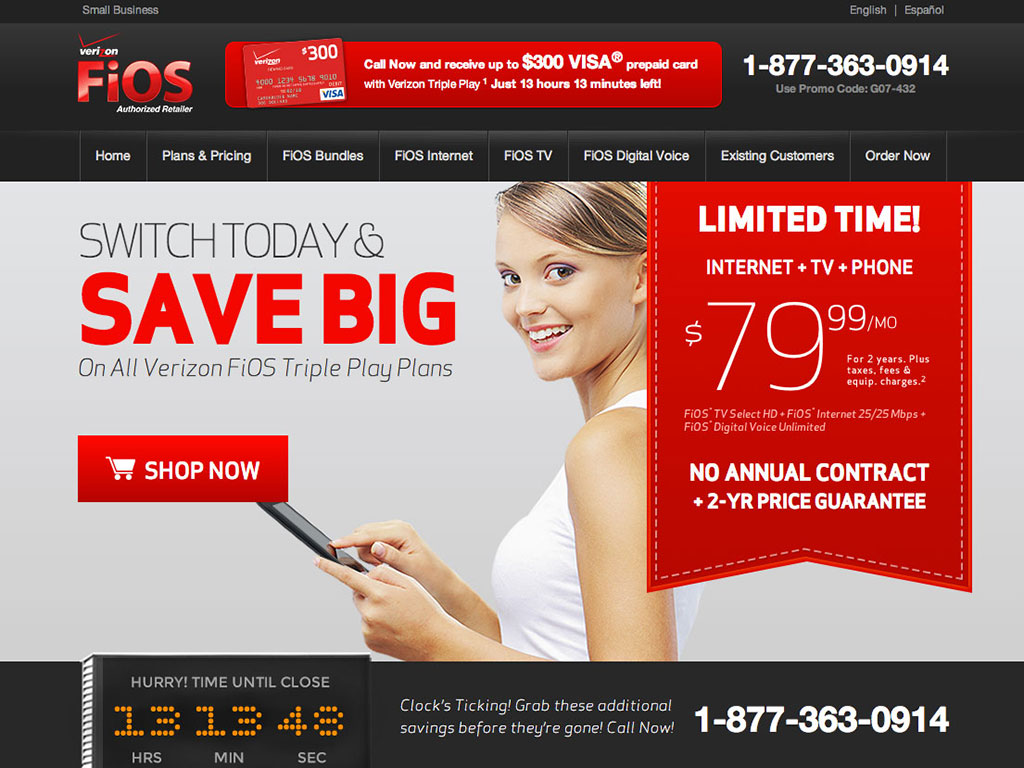 Small Business
English | Español
verizon
FiOS
Authorized Retailer
verizon
$300
4000 1234 5678 9010
DEBIT
VISA
Call Now and receive up to $300 VISA® prepaid card
with Verizon Triple Play 1 Just 13 hours 13 minutes left!
1-877-363-0914
Use Promo Code: G07-432
Home
Plans & Pricing
FiOS Bundles
FiOS Internet
FiOS TV
FiOS Digital Voice
Existing Customers
Order Now
SWITCH TODAY &
SAVE BIG
On All Verizon FiOS Triple Play Plans
SHOP NOW
LIMITED TIME!
INTERNET + TV + PHONE
$79.99/MO
For 2 years. Plus
taxes, fees &
equip. charges.2
FiOS® TV Select HD + FiOS® Internet 25/25 Mbps +
FiOS® Digital Voice Unlimited
NO ANNUAL CONTRACT
+ 2-YR PRICE GUARANTEE
HURRY! TIME UNTIL CLOSE
13 13 48
HRS MIN SEC
Clock's Ticking! Grab these additional
savings before they're gone! Call Now!
1-877-363-0914